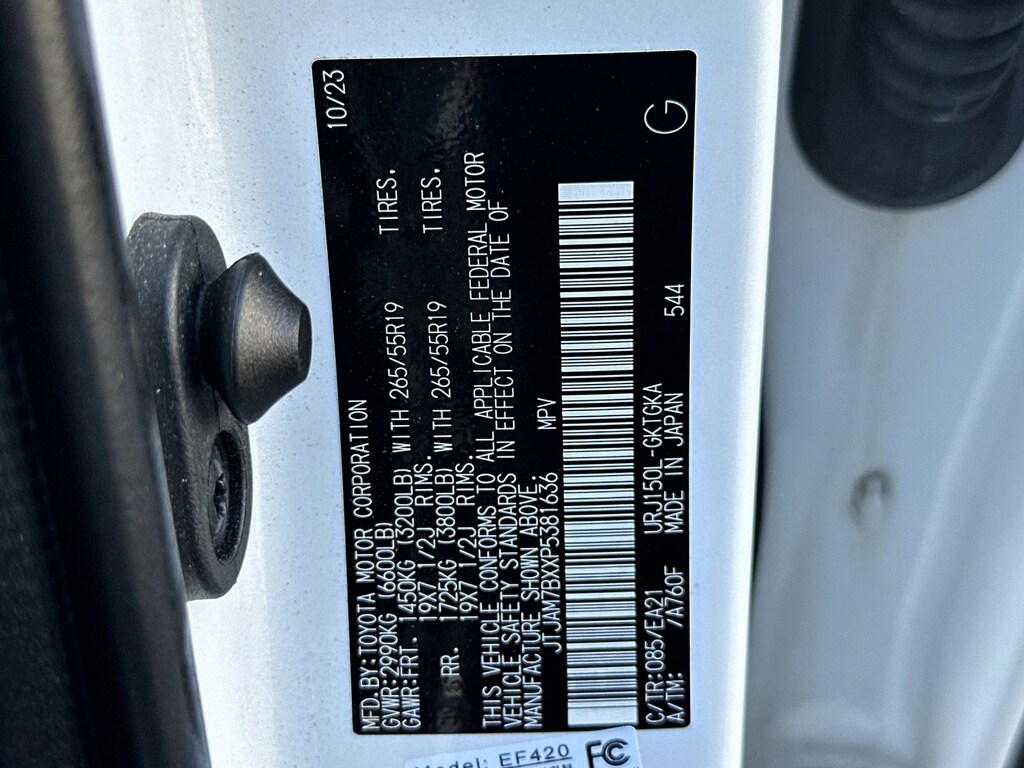 10/23
MFD.BY:TOYOTA MOTOR CORPORATION
GVWR:2990KG (6600LB)
GAWR:FRT. 1450KG (3200LB) WITH 265/55R19 TIRES,
19X7 1/2J RIMS.
RR. 1725KG (3800LB) WITH 265/55R19 TIRES,
19X7 1/2J RIMS.
THIS VEHICLE CONFORMS TO ALL APPLICABLE FEDERAL MOTOR
VEHICLE SAFETY STANDARDS IN EFFECT ON THE DATE OF
MANUFACTURE SHOWN ABOVE.
JTJAM7BXXP5381636 MPV
C/TR:085/EA21 URJ150L-GKTGKA
A/TM: /A760F MADE IN JAPAN 544
G
Model: EF420
FC